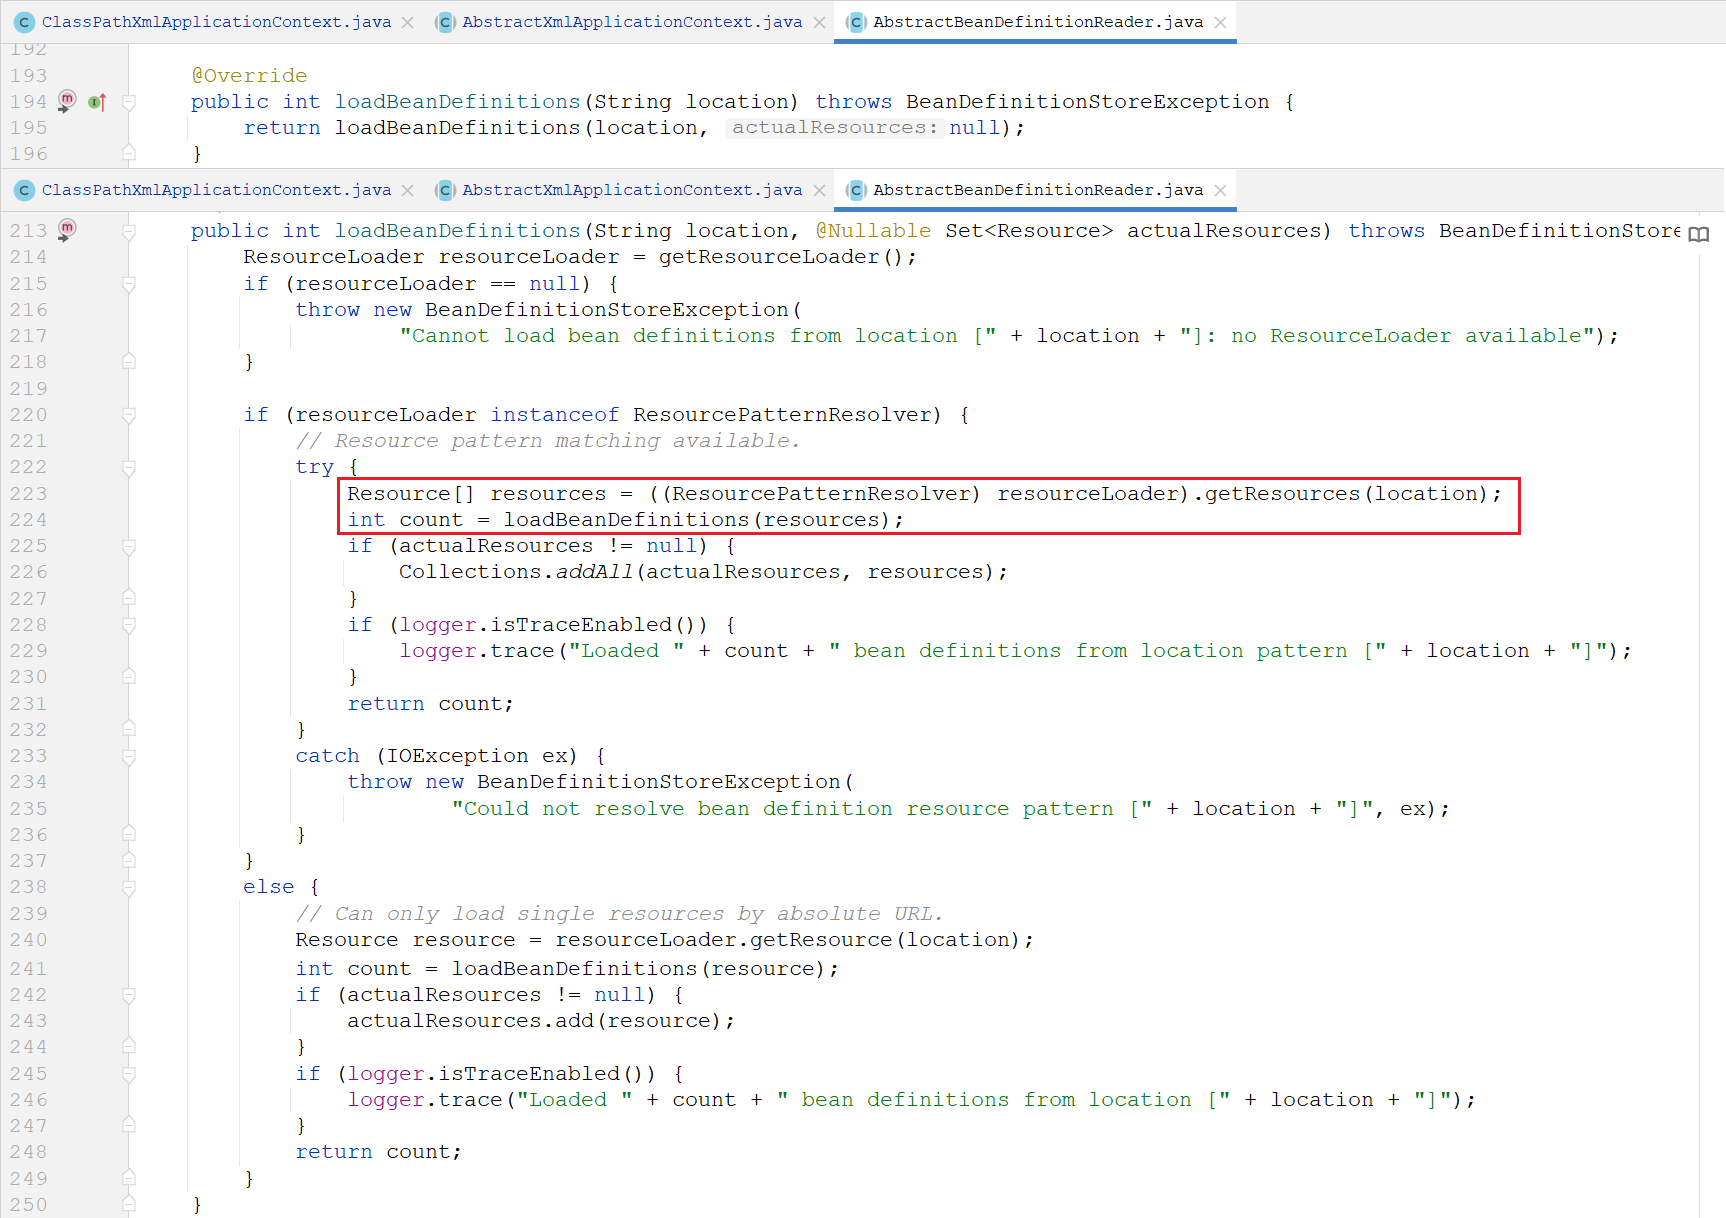 ClassPathXmlApplicationContext.java AbstractXmlApplicationContext.java AbstractBeanDefinitionReader.java
192
193 @Override
194 public int loadBeanDefinitions(String location) throws BeanDefinitionStoreException {
195 return loadBeanDefinitions(location, actualResources: null);
196 }
ClassPathXmlApplicationContext.java AbstractXmlApplicationContext.java AbstractBeanDefinitionReader.java
213 public int loadBeanDefinitions(String location, @Nullable Set<Resource> actualResources) throws BeanDefinitionStore
214 ResourceLoader resourceLoader = getResourceLoader();
215 if (resourceLoader == null) {
216 throw new BeanDefinitionStoreException(
217 "Cannot load bean definitions from location [" + location + "]: no ResourceLoader available");
218 }
219
220 if (resourceLoader instanceof ResourcePatternResolver) {
221 // Resource pattern matching available.
222 try {
223 Resource[] resources = ((ResourcePatternResolver) resourceLoader).getResources(location);
224 int count = loadBeanDefinitions(resources);
225 if (actualResources != null) {
226 Collections.addAll(actualResources, resources);
227 }
228 if (logger.isTraceEnabled()) {
229 logger.trace("Loaded " + count + " bean definitions from location pattern [" + location + "]");
230 }
231 return count;
232 }
233 catch (IOException ex) {
234 throw new BeanDefinitionStoreException(
235 "Could not resolve bean definition resource pattern [" + location + "]", ex);
236 }
237 }
238 else {
239 // Can only load single resources by absolute URL.
240 Resource resource = resourceLoader.getResource(location);
241 int count = loadBeanDefinitions(resource);
242 if (actualResources != null) {
243 actualResources.add(resource);
244 }
245 if (logger.isTraceEnabled()) {
246 logger.trace("Loaded " + count + " bean definitions from location [" + location + "]");
247 }
248 return count;
249 }
250 }